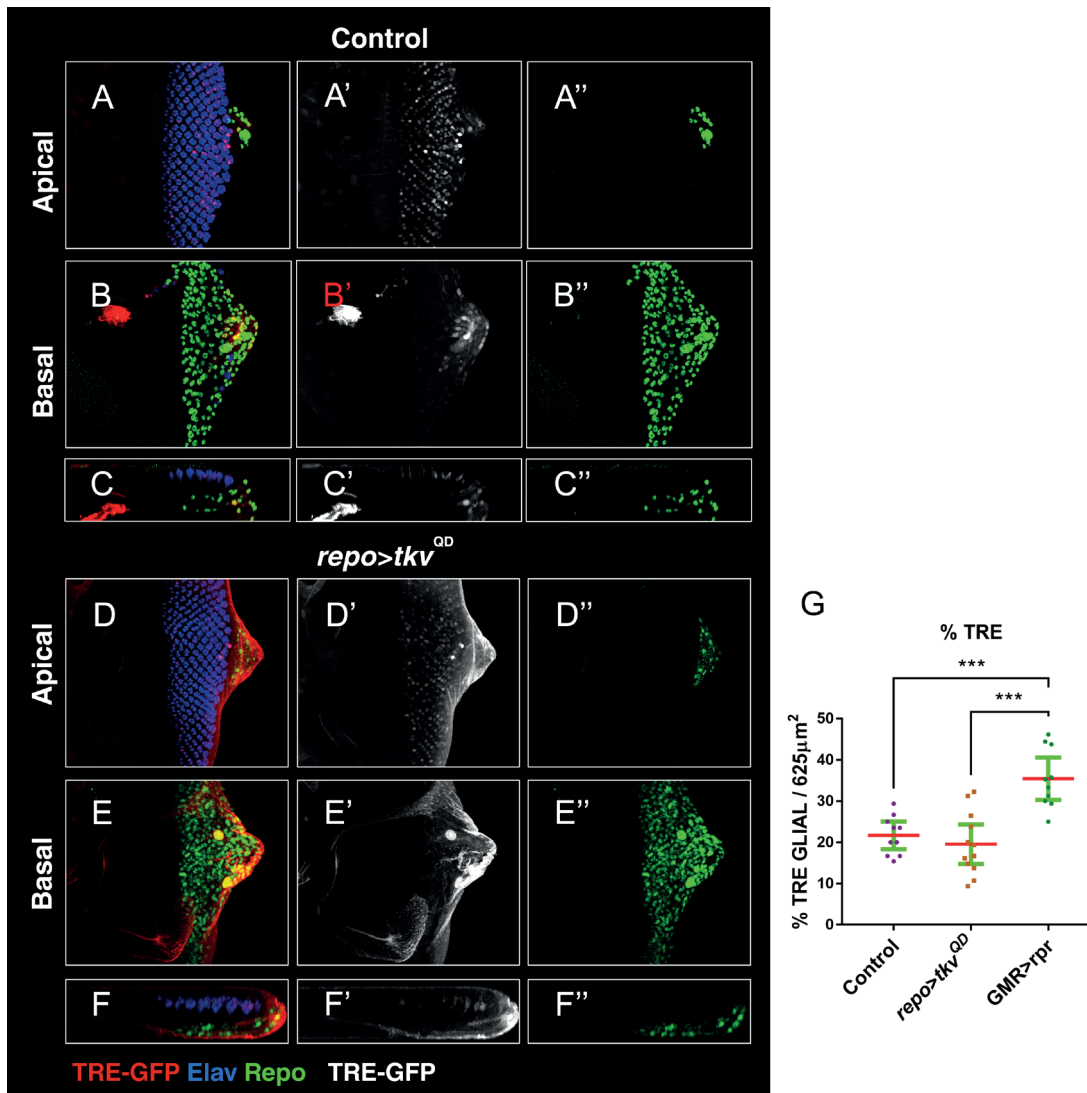 Control
Apical
A
A’
A’’
Basal
B
B’
B’’
C
C’
C’’
repo>tkv^QD
Apical
D
D’
D’’
Basal
E
E’
E’’
F
F’
F’’
TRE-GFP Elav Repo TRE-GFP
G
% TRE
***
***
% TRE GLIAL / 625µm²
50
40
30
20
10
0
Control
repo>tkv^QD
GMR>rpr